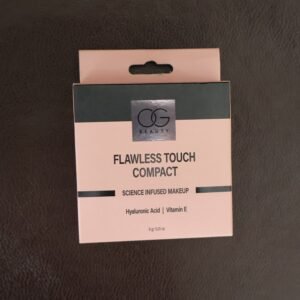 OG
BEAUTY
FLAWLESS TOUCH
COMPACT
SCIENCE INFUSED MAKEUP
Hyaluronic Acid | Vitamin E